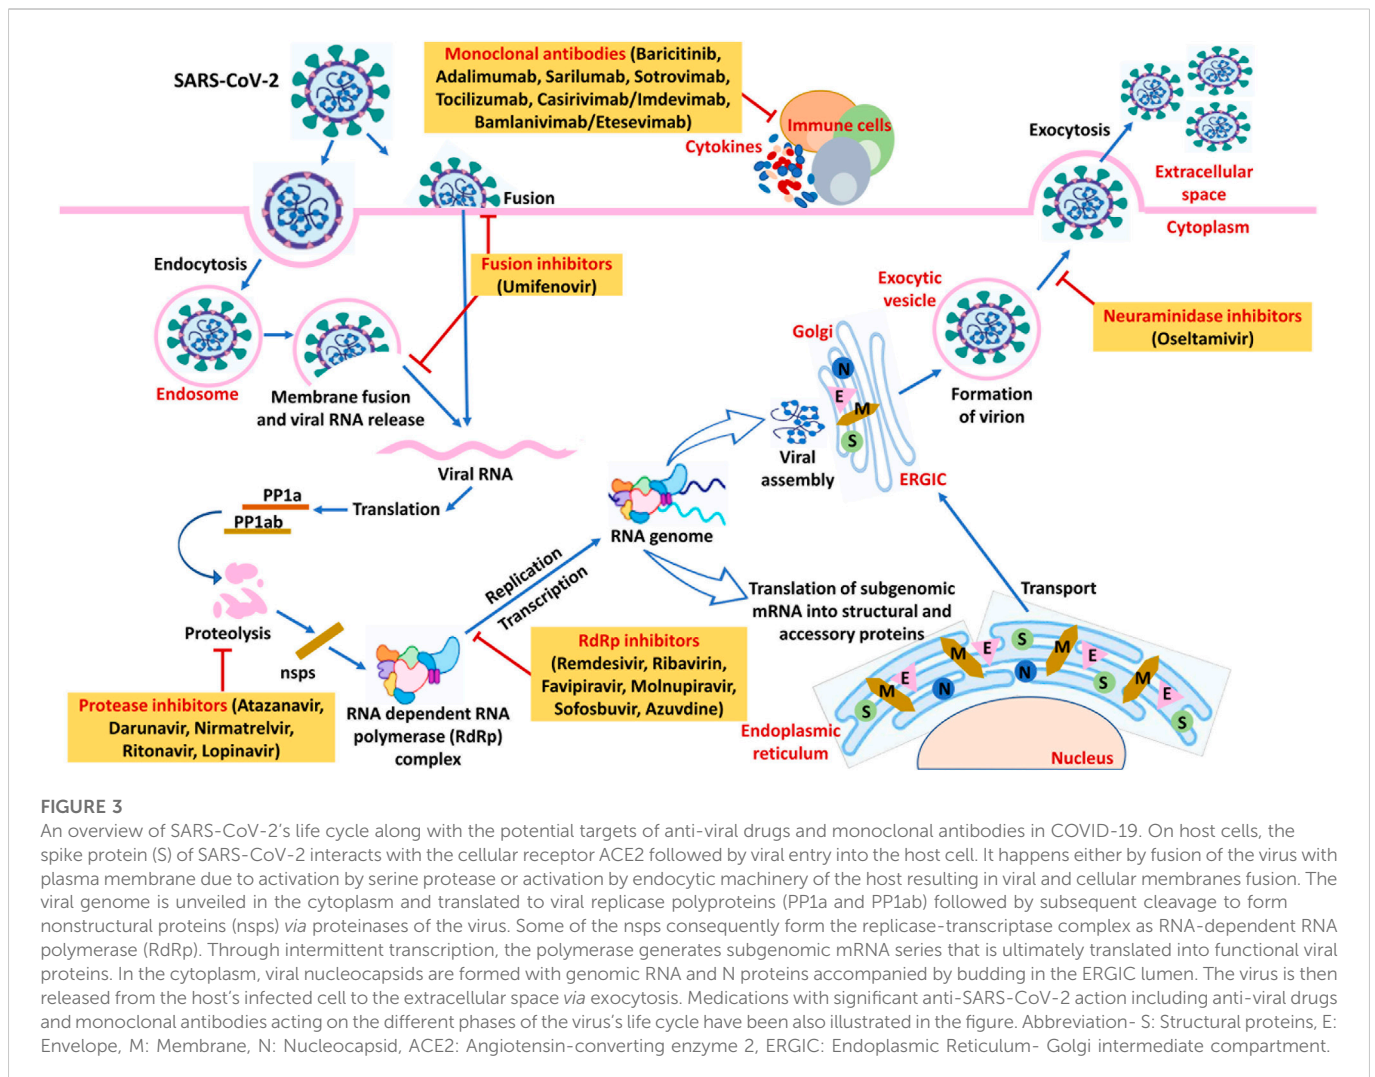 SARS-CoV-2
Monoclonal antibodies (Baricitinib,
Adalimumab, Sarilumab, Sotrovimab,
Tocilizumab, Casirivimab/Imdevimab,
Bamlanivimab/Etesevimab)
Immune cells
Cytokines
Exocytosis
Extracellular
space
Cytoplasm
Fusion
Endocytosis
Fusion inhibitors
(Umifenovir)
Exocytic
vesicle
Neuraminidase inhibitors
(Oseltamivir)
Golgi
N
E
M
S
Endosome
Membrane fusion
and viral RNA release
Formation
of virion
Viral RNA
Viral
assembly
ERGIC
PP1a
PP1ab
Translation
RNA genome
Replication
Transcription
Translation of subgenomic
mRNA into structural and
accessory proteins
Transport
Proteolysis
nsps
RdRp inhibitors
(Remdesivir, Ribavirin,
Favipiravir, Molnupiravir,
Sofosbuvir, Azuvdine)
Protease inhibitors (Atazanavir,
Darunavir, Nirmatrelvir,
Ritonavir, Lopinavir)
RNA dependent RNA
polymerase (RdRp)
complex
S
M
E
N
M
E
S
N
M
E
S
M
E
S
Endoplasmic
reticulum
Nucleus
FIGURE 3
An overview of SARS-CoV-2's life cycle along with the potential targets of anti-viral drugs and monoclonal antibodies in COVID-19. On host cells, the
spike protein (S) of SARS-CoV-2 interacts with the cellular receptor ACE2 followed by viral entry into the host cell. It happens either by fusion of the virus with
plasma membrane due to activation by serine protease or activation by endocytic machinery of the host resulting in viral and cellular membranes fusion. The
viral genome is unveiled in the cytoplasm and translated to viral replicase polyproteins (PP1a and PP1ab) followed by subsequent cleavage to form
nonstructural proteins (nsps) via proteinases of the virus. Some of the nsps consequently form the replicase-transcriptase complex as RNA-dependent RNA
polymerase (RdRp). Through intermittent transcription, the polymerase generates subgenomic mRNA series that is ultimately translated into functional viral
proteins. In the cytoplasm, viral nucleocapsids are formed with genomic RNA and N proteins accompanied by budding in the ERGIC lumen. The virus is then
released from the host's infected cell to the extracellular space via exocytosis. Medications with significant anti-SARS-CoV-2 action including anti-viral drugs
and monoclonal antibodies acting on the different phases of the virus's life cycle have been also illustrated in the figure. Abbreviation- S: Structural proteins, E:
Envelope, M: Membrane, N: Nucleocapsid, ACE2: Angiotensin-converting enzyme 2, ERGIC: Endoplasmic Reticulum- Golgi intermediate compartment.